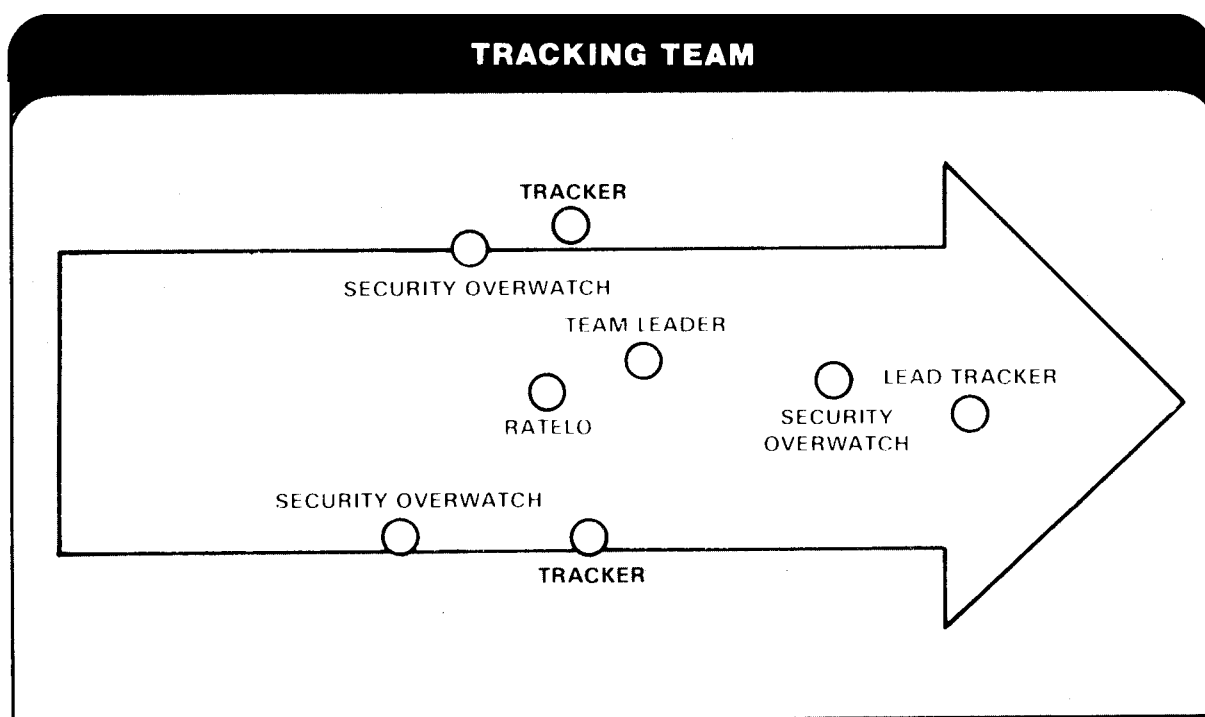 TRACKING TEAM
TRACKER
SECURITY OVERWATCH
TEAM LEADER
LEAD TRACKER
RATELO
SECURITY
OVERWATCH
SECURITY OVERWATCH
TRACKER